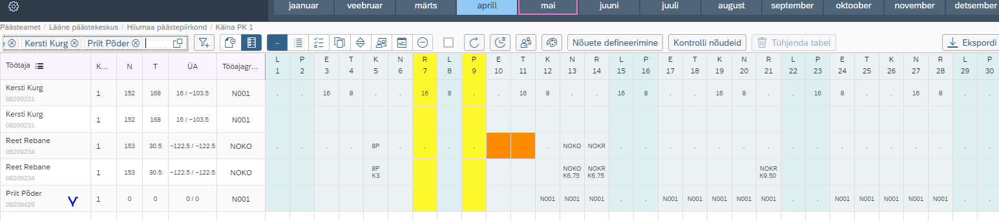 jaanuar veebruar märts aprill mai juuni juuli august september oktoober november detsember
Päästeamet / Lääne päästekeskus / Hiiumaa päästepiirkond / Käina PK 1
e Kersti Kurg Priit Põder - Nõuete defineerimine Kontrolli nõudeid Tühjenda tabel Ekspordi
L P E T K N R L P E T K N R L P E T K N R L P E T K N R L P
Töötaja K... N T ÜA Tööajagr... 1 2 3 4 5 6 7 8 9 10 11 12 13 14 15 16 17 18 19 20 21 22 23 24 25 26 27 28 29 30
Kersti Kurg 1 152 168 16 / −103.5 N001 . . 16 8 . . 16 8 . . 16 8 . . 16 8 . . 16 8 . . 16 8 . . 16 8 . .
08209231
Kersti Kurg 1 152 168 16 / −103.5 N001
08209231
Reet Rebane 1 153 30.5 −122.5 / −122.5 NOKO . . . . 8P . . . . . . . NOKO NOKR . . . . . . . . . . . . . . . .
08209234
Reet Rebane 1 153 30.5 −122.5 / −122.5 NOKO 8P NOKO NOKR NOKR
08209234 K3 K6.75 K6.75 K9.50
Priit Põder 1 0 0 0 / 0 N001 N001 N001 N001 . . N001 N001 N001 N001 N001 . . N001 N001 N001 N001 N001 . .
08209429